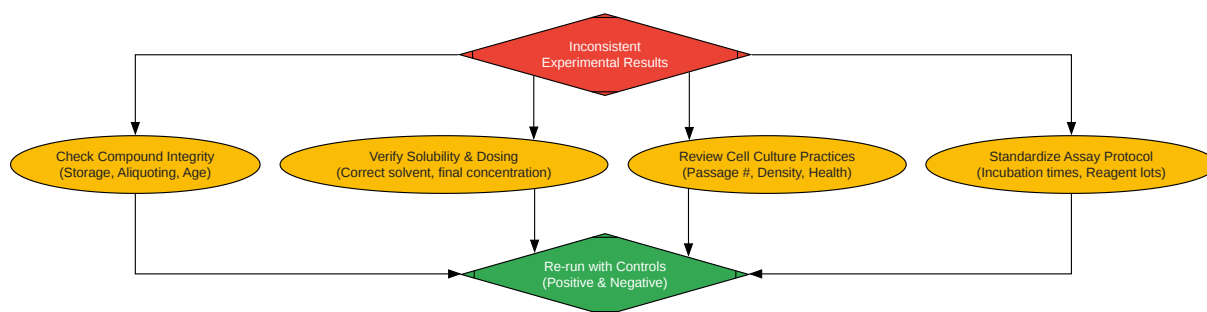 Inconsistent
Experimental Results
Check Compound Integrity
(Storage, Aliquoting, Age)
Verify Solubility & Dosing
(Correct solvent, final concentration)
Review Cell Culture Practices
(Passage #, Density, Health)
Standardize Assay Protocol
(Incubation times, Reagent lots)
Re-run with Controls
(Positive & Negative)